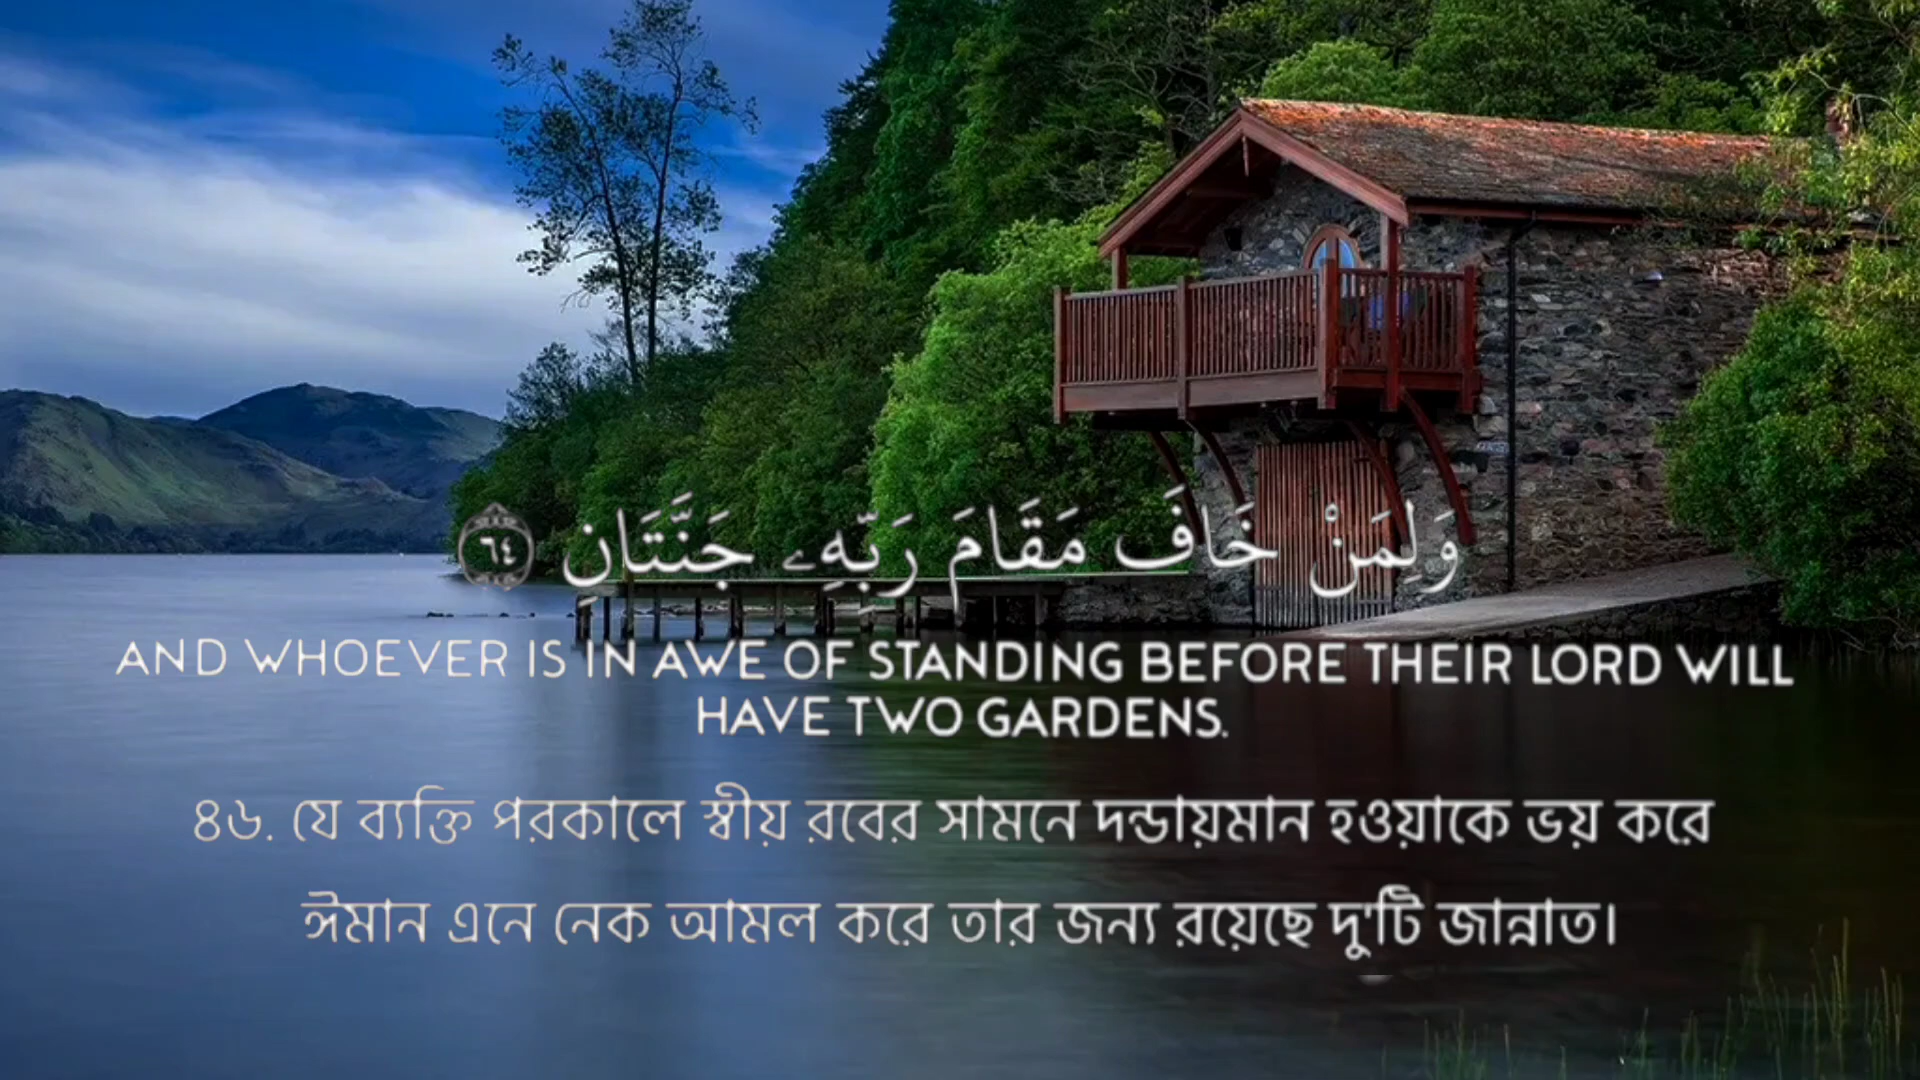 وَلِمَنْ خَافَ مَقَامَ رَبِّهِۦ جَنَّتَانِ ٦٤
AND WHOEVER IS IN AWE OF STANDING BEFORE THEIR LORD WILL
HAVE TWO GARDENS.
৪৬. যে ব্যক্তি পরকালে স্বীয় রবের সামনে দন্ডায়মান হওয়াকে ভয় করে
ঈমান এনে নেক আমল করে তার জন্য রয়েছে দু'টি জান্নাত।